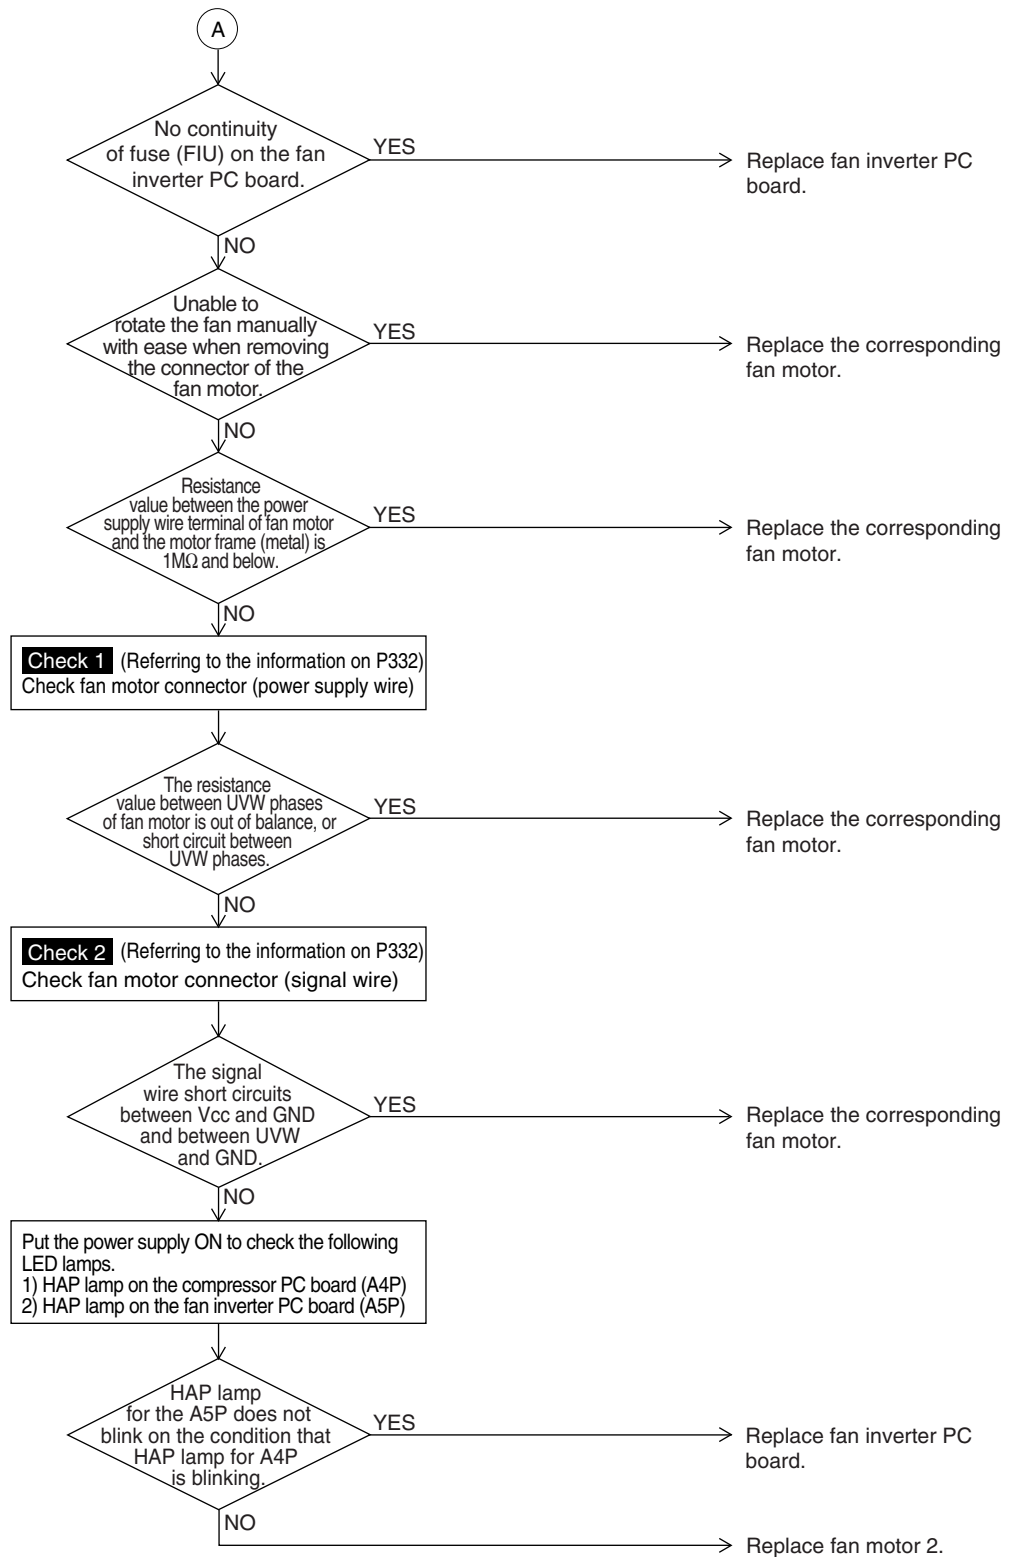 A
No continuity
of fuse (FIU) on the fan
inverter PC board.
YES
Replace fan inverter PC
board.
NO
Unable to
rotate the fan manually
with ease when removing
the connector of the
fan motor.
YES
Replace the corresponding
fan motor.
NO
Resistance
value between the power
supply wire terminal of fan motor
and the motor frame (metal) is
1MΩ and below.
YES
Replace the corresponding
fan motor.
NO
Check 1 (Referring to the information on P332)
Check fan motor connector (power supply wire)
The resistance
value between UVW phases
of fan motor is out of balance, or
short circuit between
UVW phases.
YES
Replace the corresponding
fan motor.
NO
Check 2 (Referring to the information on P332)
Check fan motor connector (signal wire)
The signal
wire short circuits
between Vcc and GND
and between UVW
and GND.
YES
Replace the corresponding
fan motor.
NO
Put the power supply ON to check the following
LED lamps.
1) HAP lamp on the compressor PC board (A4P)
2) HAP lamp on the fan inverter PC board (A5P)
HAP lamp
for the A5P does not
blink on the condition that
HAP lamp for A4P
is blinking.
YES
Replace fan inverter PC
board.
NO
Replace fan motor 2.